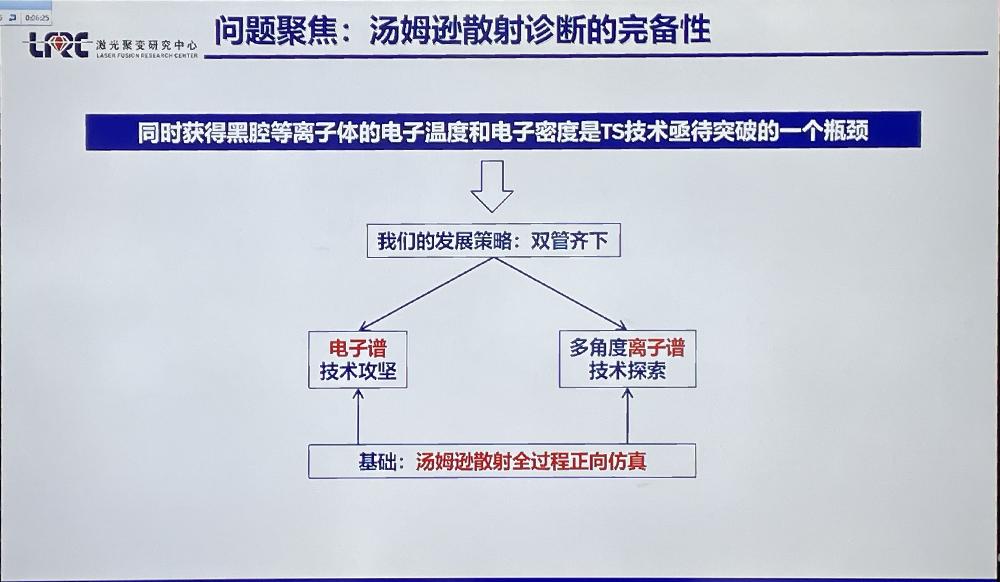 0:06:25
问题聚焦：汤姆逊散射诊断的完备性
LFRC 激光聚变研究中心
LASER FUSION RESEARCH CENTER
同时获得黑腔等离子体的电子温度和电子密度是TS技术亟待突破的一个瓶颈
我们的发展策略：双管齐下
电子谱
技术攻坚
多角度离子谱
技术探索
基础：汤姆逊散射全过程正向仿真